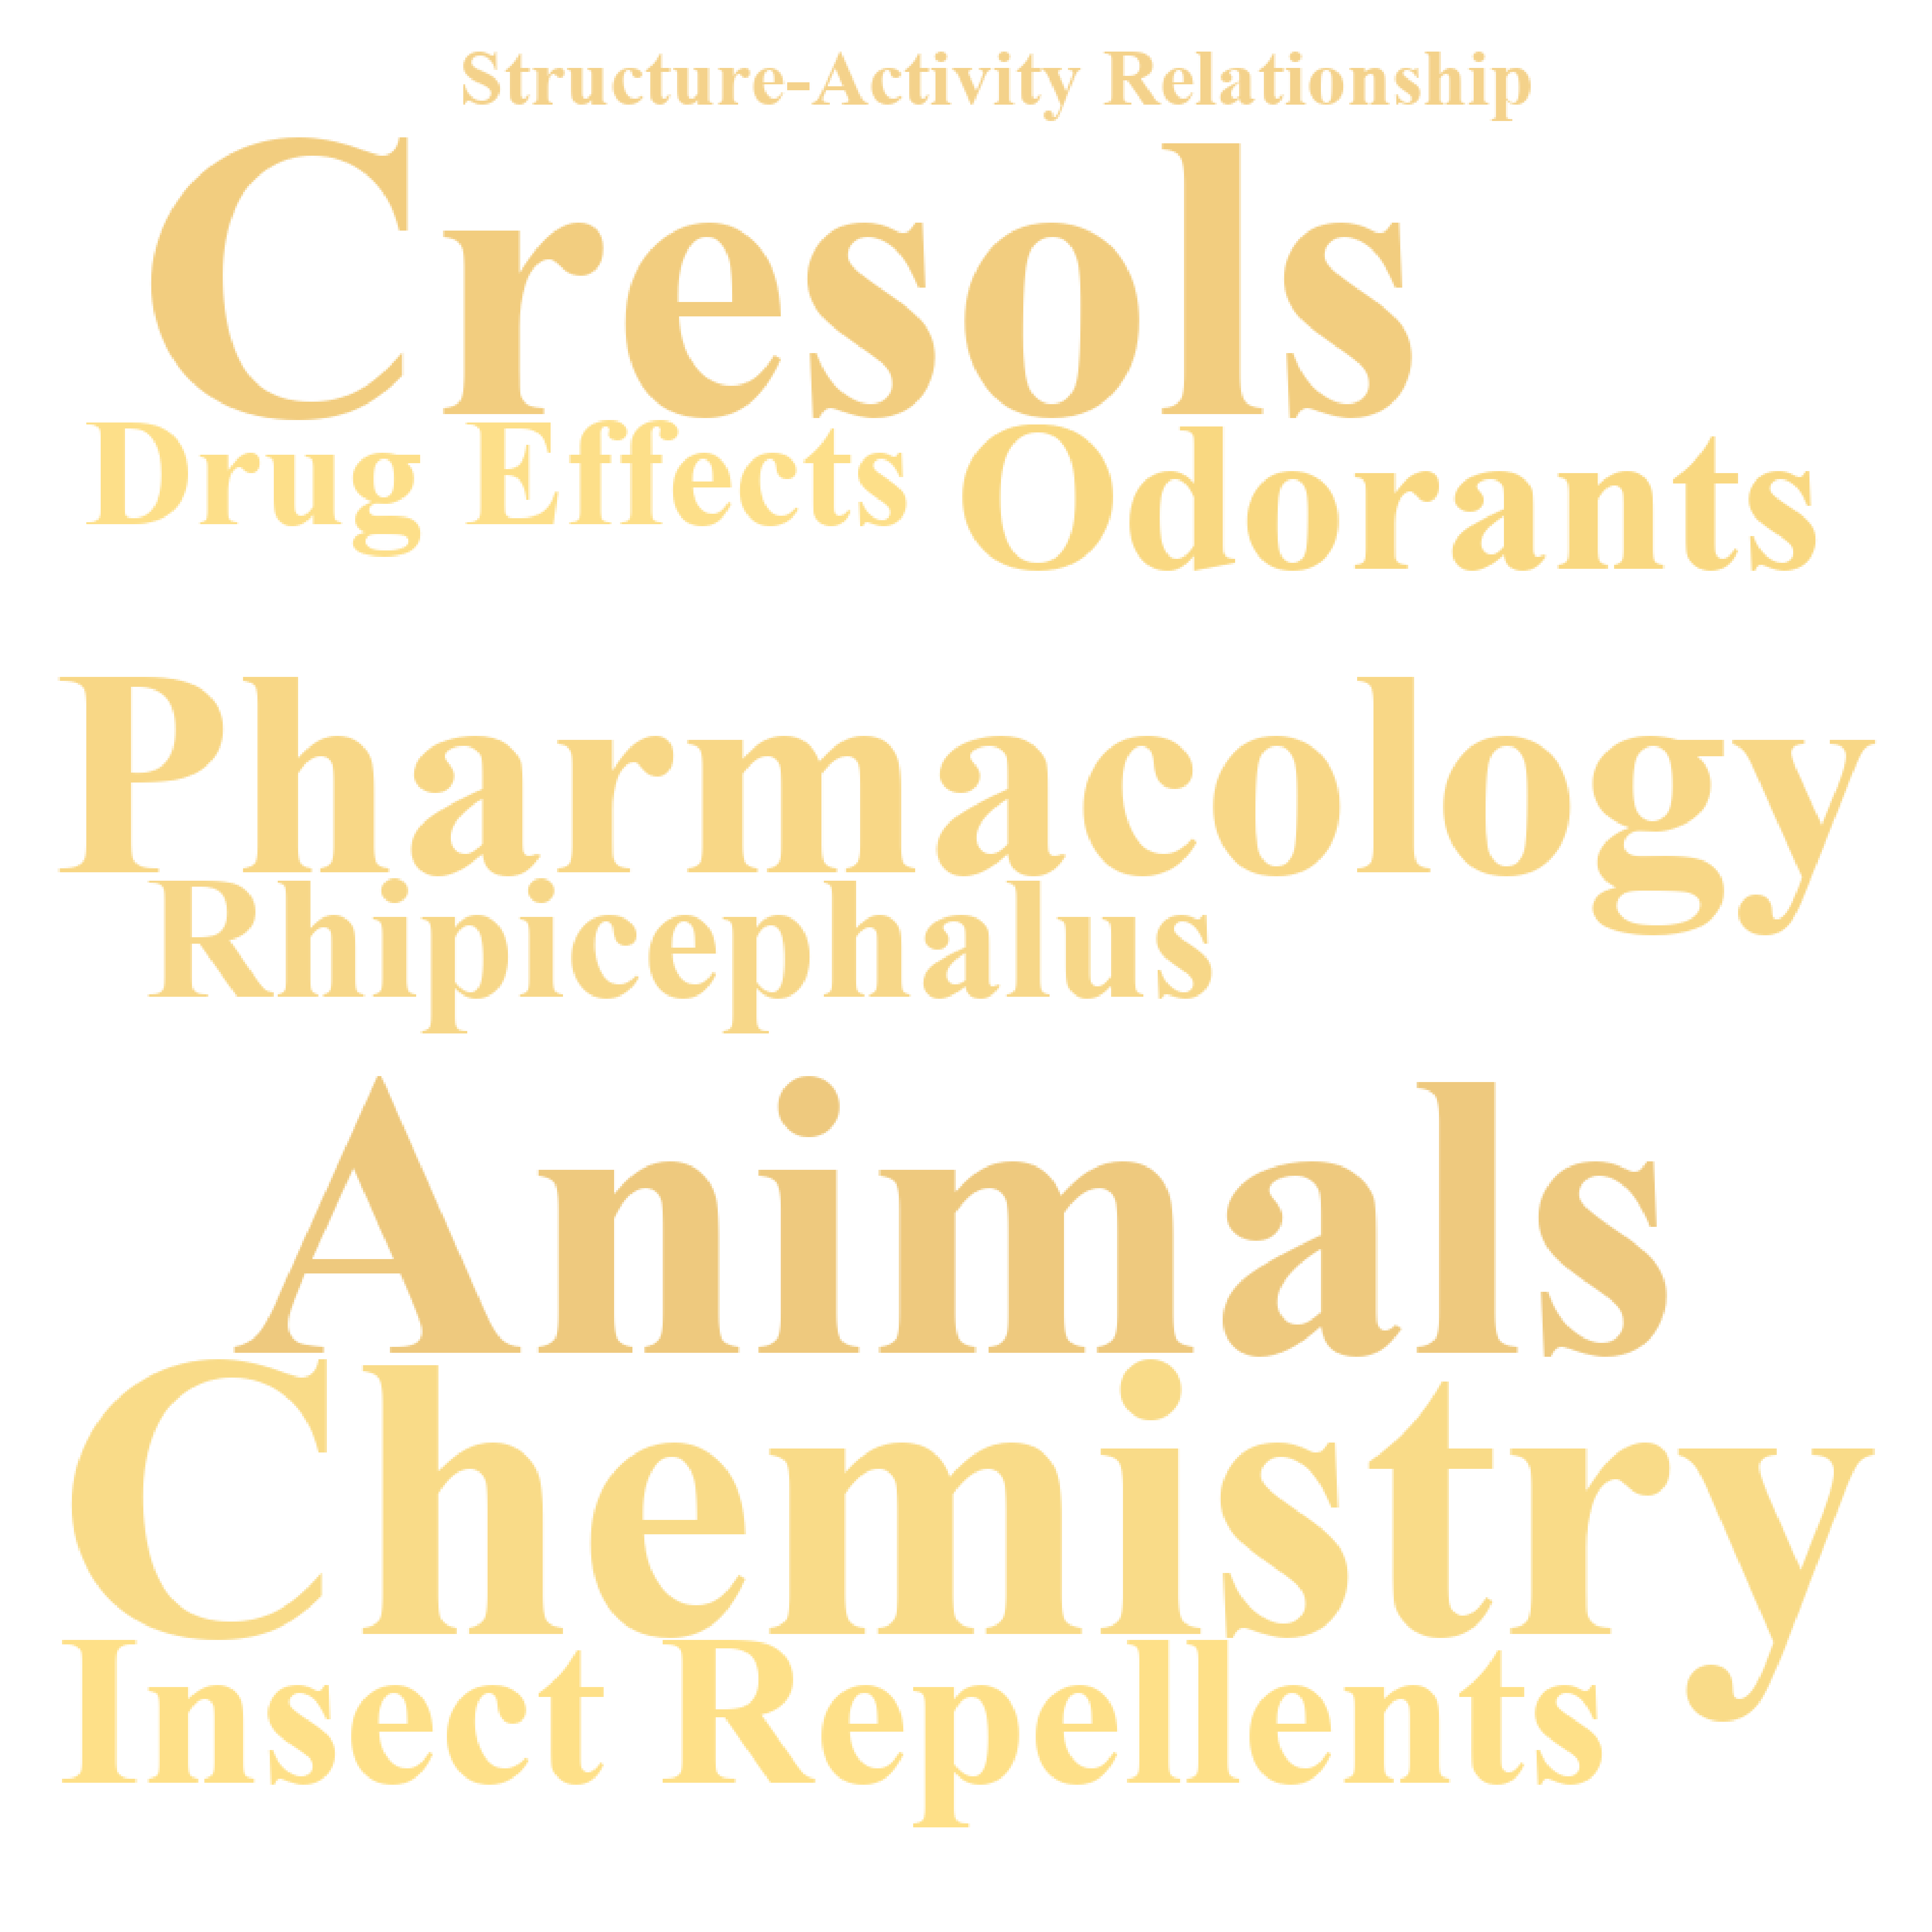 Structure-Activity Relationship
Cresols
Drug Effects Odorants
Pharmacology
Rhipicephalus
Animals
Chemistry
Insect Repellents